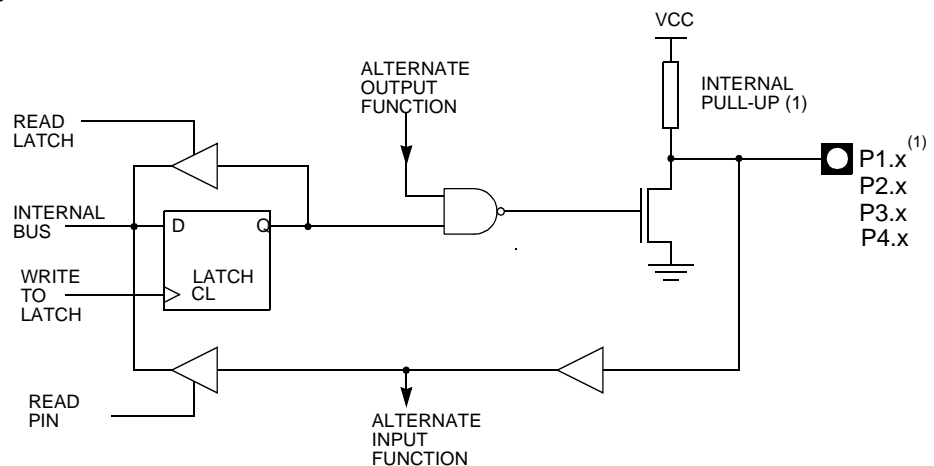 VCC
ALTERNATE
OUTPUT
FUNCTION
INTERNAL
PULL-UP (1)
READ
LATCH
P1.x(1)
P2.x
P3.x
P4.x
INTERNAL
BUS
D
Q
LATCH
CL
WRITE
TO
LATCH
READ
PIN
ALTERNATE
INPUT
FUNCTION